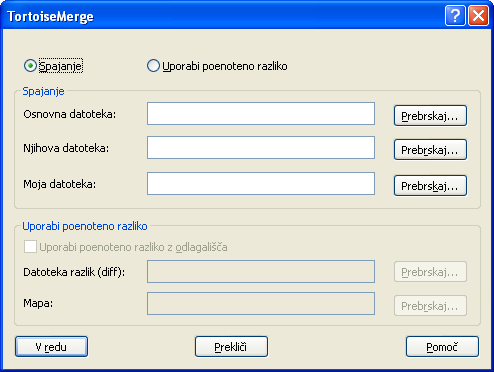 TortoiseMerge
Spajanje Uporabi poenoteno razliko
Spajanje
Osnovna datoteka: Prebrskaj...
Njihova datoteka: Prebrskaj...
Moja datoteka: Prebrskaj...
Uporabi poenoteno razliko
Uporabi poenoteno razliko z odlagališča
Datoteka razlik (diff): Prebrskaj...
Mapa: Prebrskaj...
V redu Prekliči Pomoč